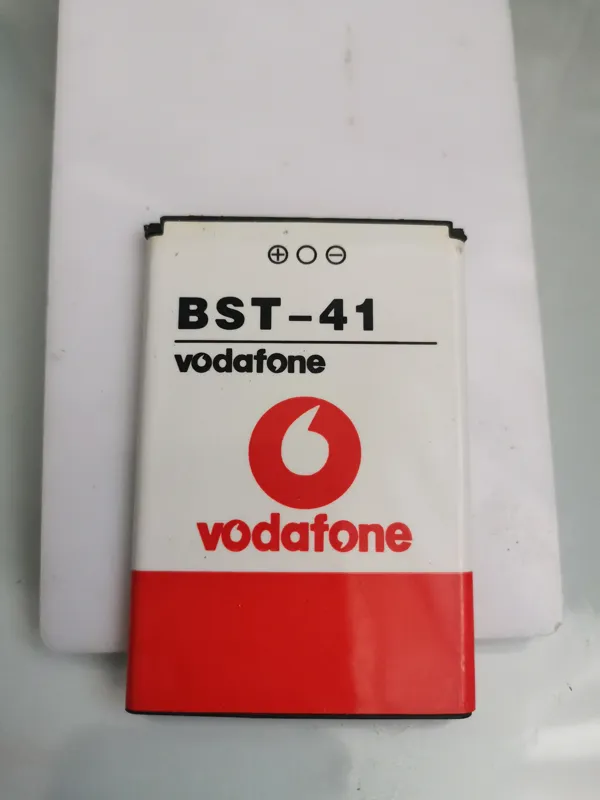 ⊕ ○ ⊖
BST-41
vodafone
vodafone